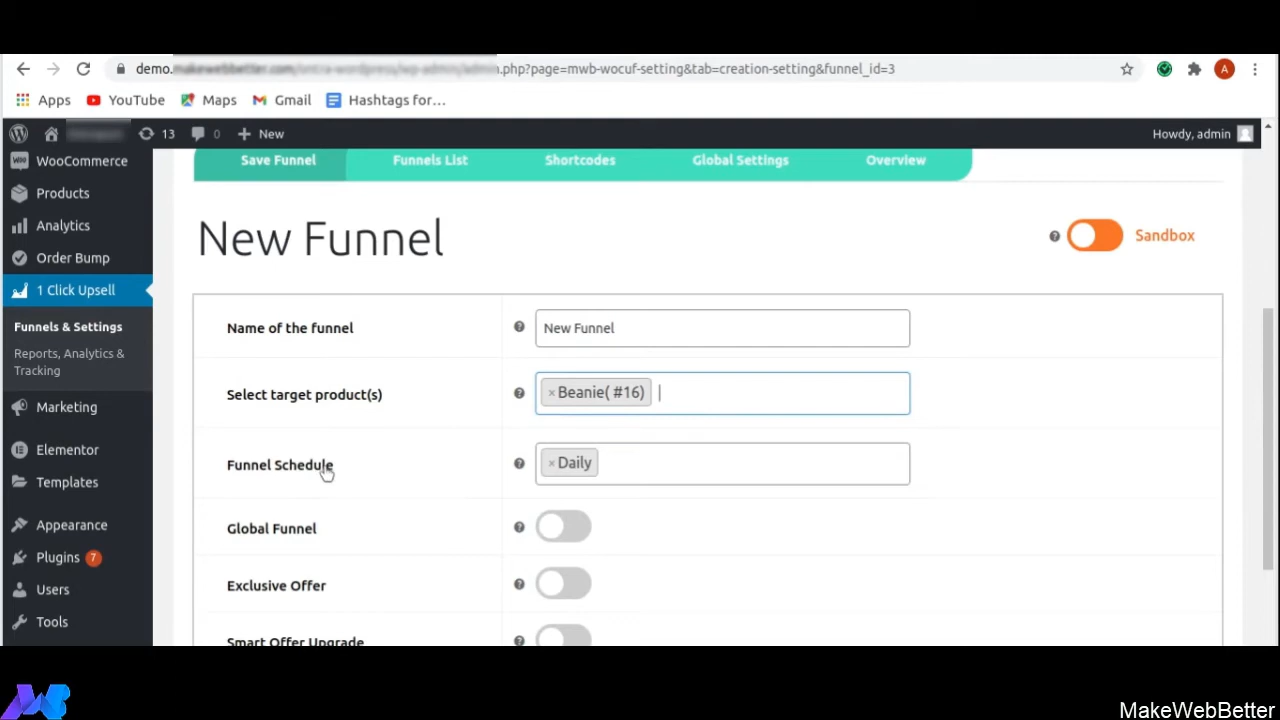 demo. n.php?page=mwb-wocuf-setting&tab=creation-setting&funnel_id=3
A
Apps YouTube Maps Gmail Hashtags for...
13 0 New Howdy, admin
WooCommerce
Products
Analytics
Order Bump
1 Click Upsell
Funnels & Settings
Reports, Analytics &
Tracking
Marketing
Elementor
Templates
Appearance
Plugins 7
Users
Tools
Save Funnel Funnels List Shortcodes Global Settings Overview
New Funnel
Sandbox
Name of the funnel ? New Funnel
Select target product(s) ? × Beanie( #16)
Funnel Schedule ? × Daily
Global Funnel ?
Exclusive Offer ?
Smart Offer Upgrade ?
MakeWebBetter